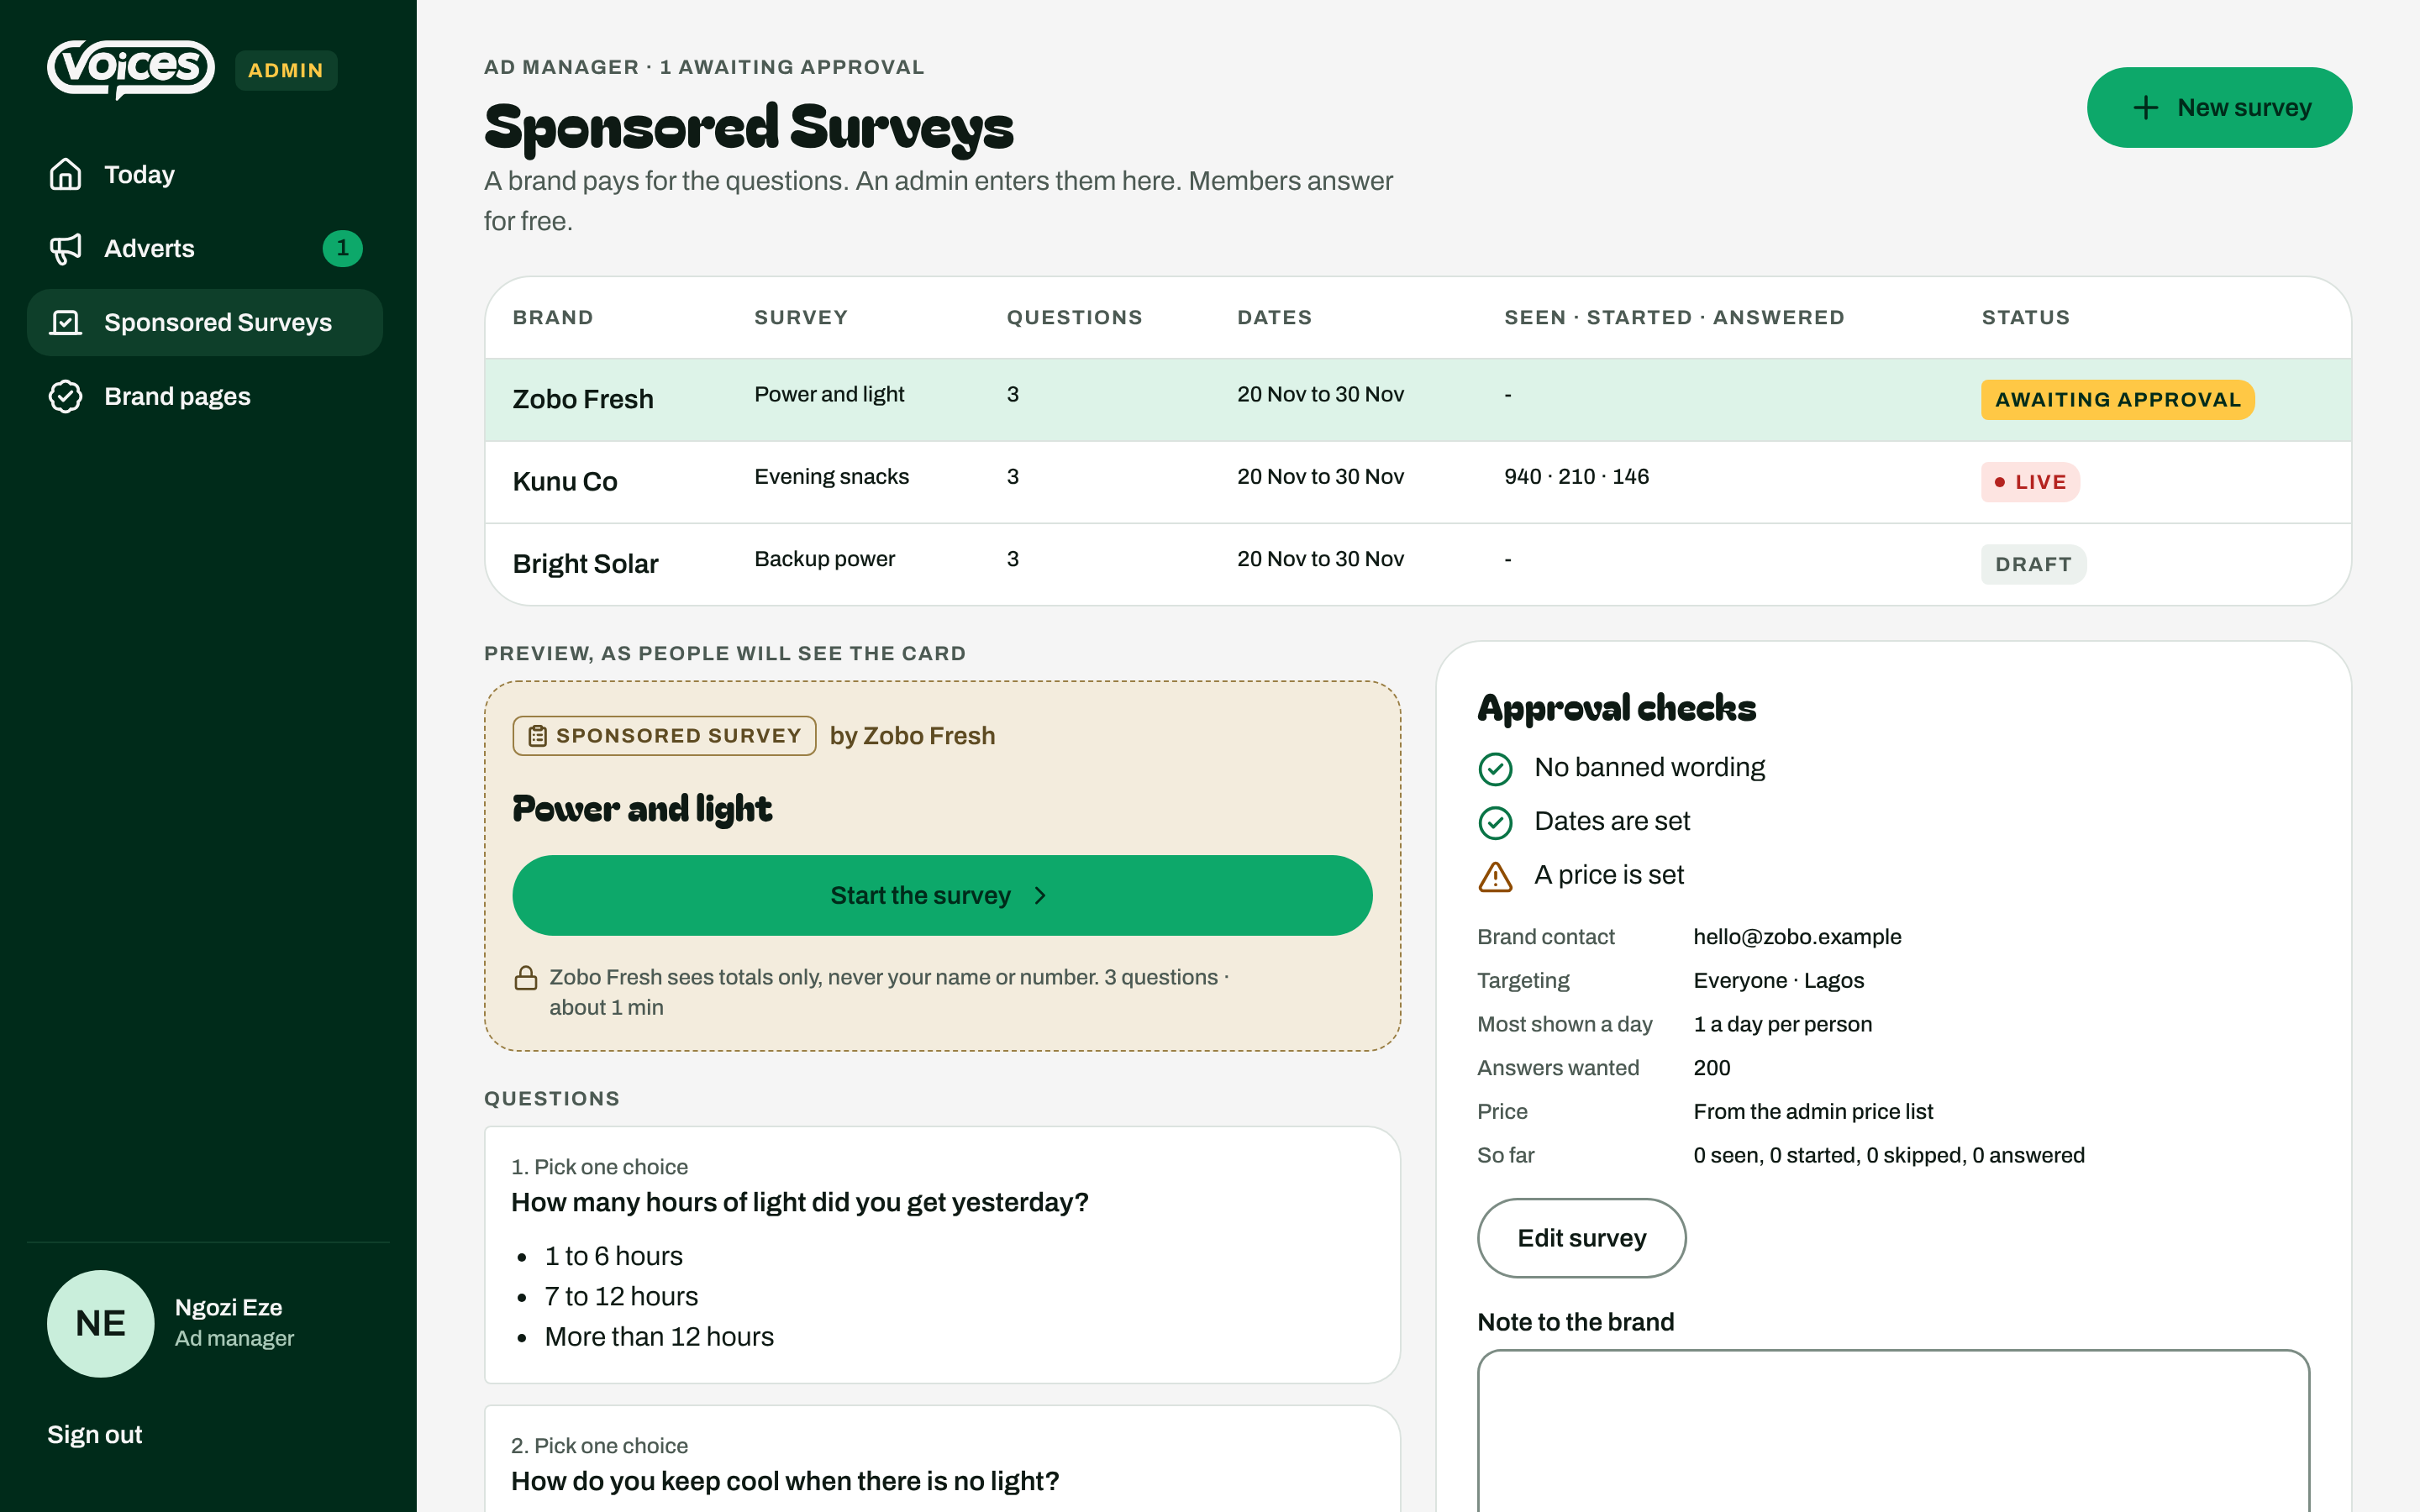 Voices
ADMIN
Today
Adverts
1
Sponsored Surveys
Brand pages
NE
Ngozi Eze
Ad manager
Sign out
AD MANAGER · 1 AWAITING APPROVAL
Sponsored Surveys
A brand pays for the questions. An admin enters them here. Members answer
for free.
New survey
BRAND SURVEY QUESTIONS DATES SEEN · STARTED · ANSWERED STATUS
Zobo Fresh Power and light 3 20 Nov to 30 Nov - AWAITING APPROVAL
Kunu Co Evening snacks 3 20 Nov to 30 Nov 940 · 210 · 146 LIVE
Bright Solar Backup power 3 20 Nov to 30 Nov - DRAFT
PREVIEW, AS PEOPLE WILL SEE THE CARD
SPONSORED SURVEY by Zobo Fresh
Power and light
Start the survey
Zobo Fresh sees totals only, never your name or number. 3 questions ·
about 1 min
QUESTIONS
1. Pick one choice
How many hours of light did you get yesterday?
• 1 to 6 hours
• 7 to 12 hours
• More than 12 hours
2. Pick one choice
How do you keep cool when there is no light?
Approval checks
No banned wording
Dates are set
A price is set
Brand contact hello@zobo.example
Targeting Everyone · Lagos
Most shown a day 1 a day per person
Answers wanted 200
Price From the admin price list
So far 0 seen, 0 started, 0 skipped, 0 answered
Edit survey
Note to the brand